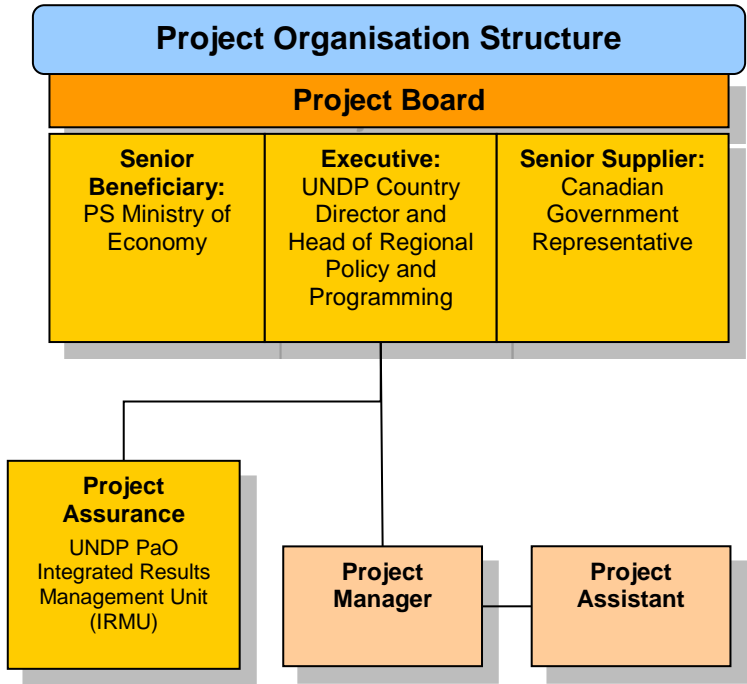 Project Organisation Structure
Project Board
Senior
Beneficiary:
PS Ministry of
Economy
Executive:
UNDP Country
Director and
Head of Regional
Policy and
Programming
Senior Supplier:
Canadian
Government
Representative
Project
Assurance
UNDP PaO
Integrated Results
Management Unit
(IRMU)
Project
Manager
Project
Assistant